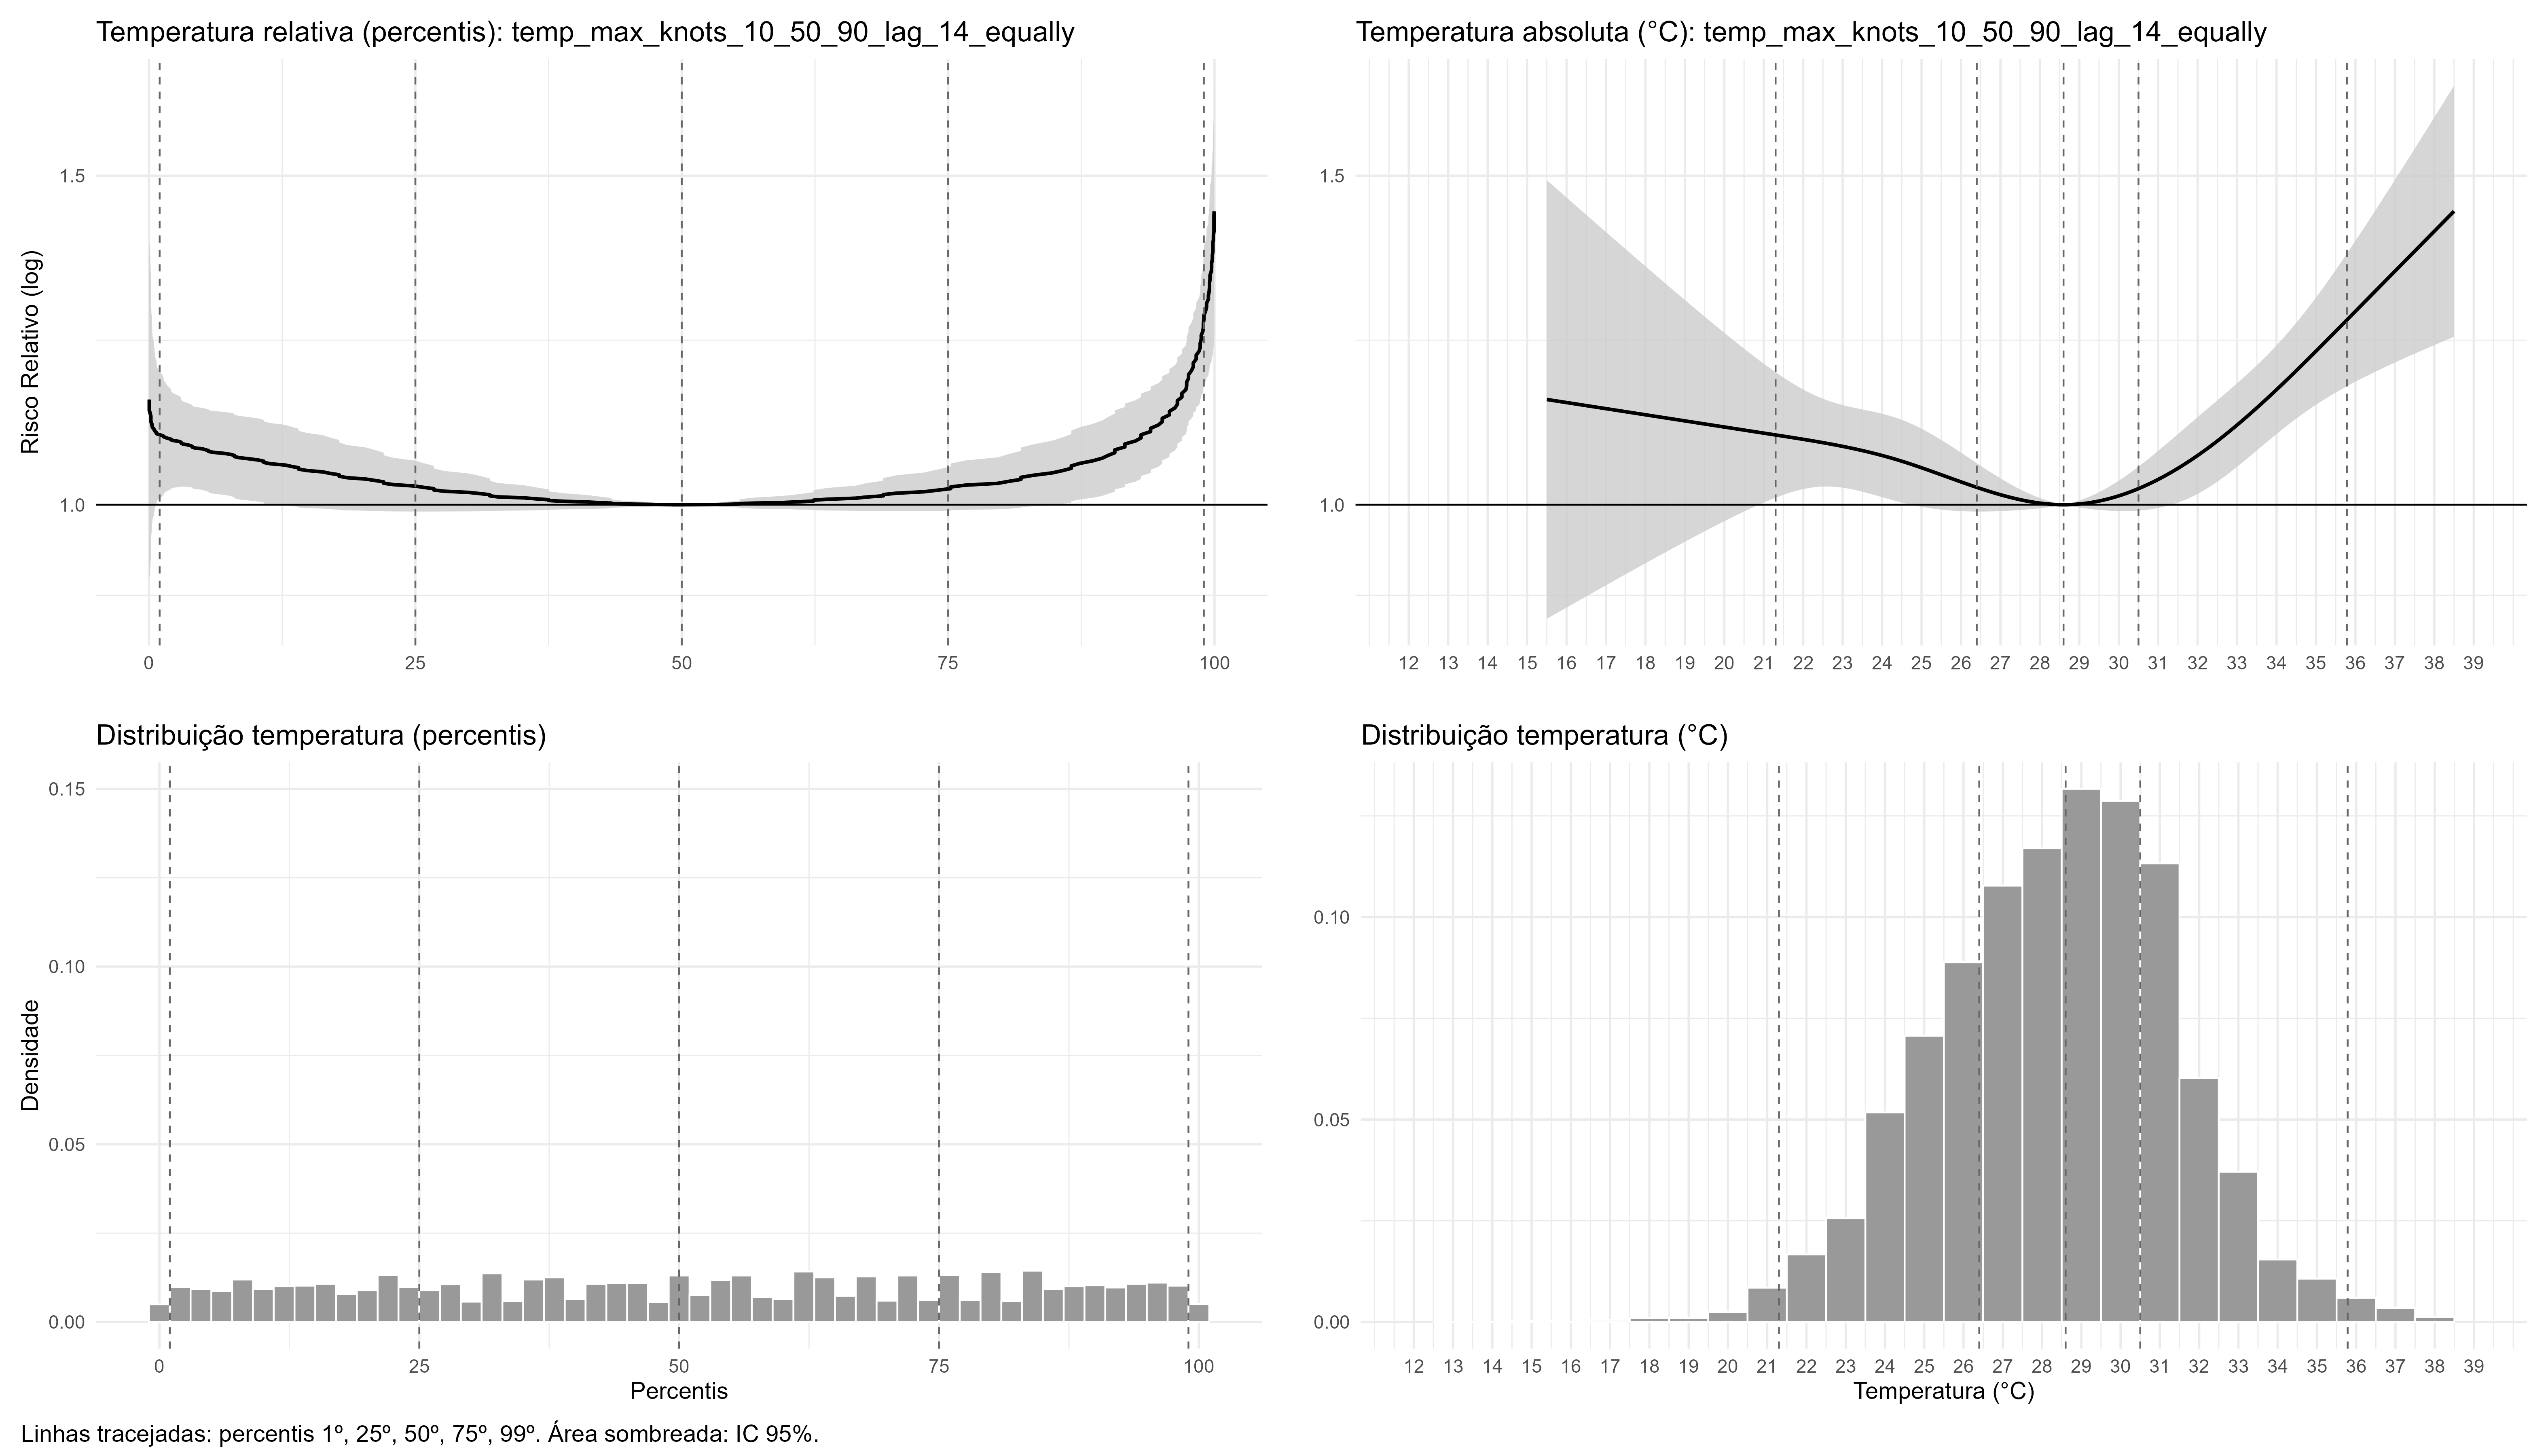 Temperatura relativa (percentis): temp_max_knots_10_50_90_lag_14_equally
Risco Relativo (log)
1.5
1.0
0 25 50 75 100
Temperatura absoluta (°C): temp_max_knots_10_50_90_lag_14_equally
1.5
1.0
12 13 14 15 16 17 18 19 20 21 22 23 24 25 26 27 28 29 30 31 32 33 34 35 36 37 38 39
Distribuição temperatura (percentis)
Densidade
0.15
0.10
0.05
0.00
0 25 50 75 100
Percentis
Distribuição temperatura (°C)
0.10
0.05
0.00
12 13 14 15 16 17 18 19 20 21 22 23 24 25 26 27 28 29 30 31 32 33 34 35 36 37 38 39
Temperatura (°C)
Linhas tracejadas: percentis 1º, 25º, 50º, 75º, 99º. Área sombreada: IC 95%.